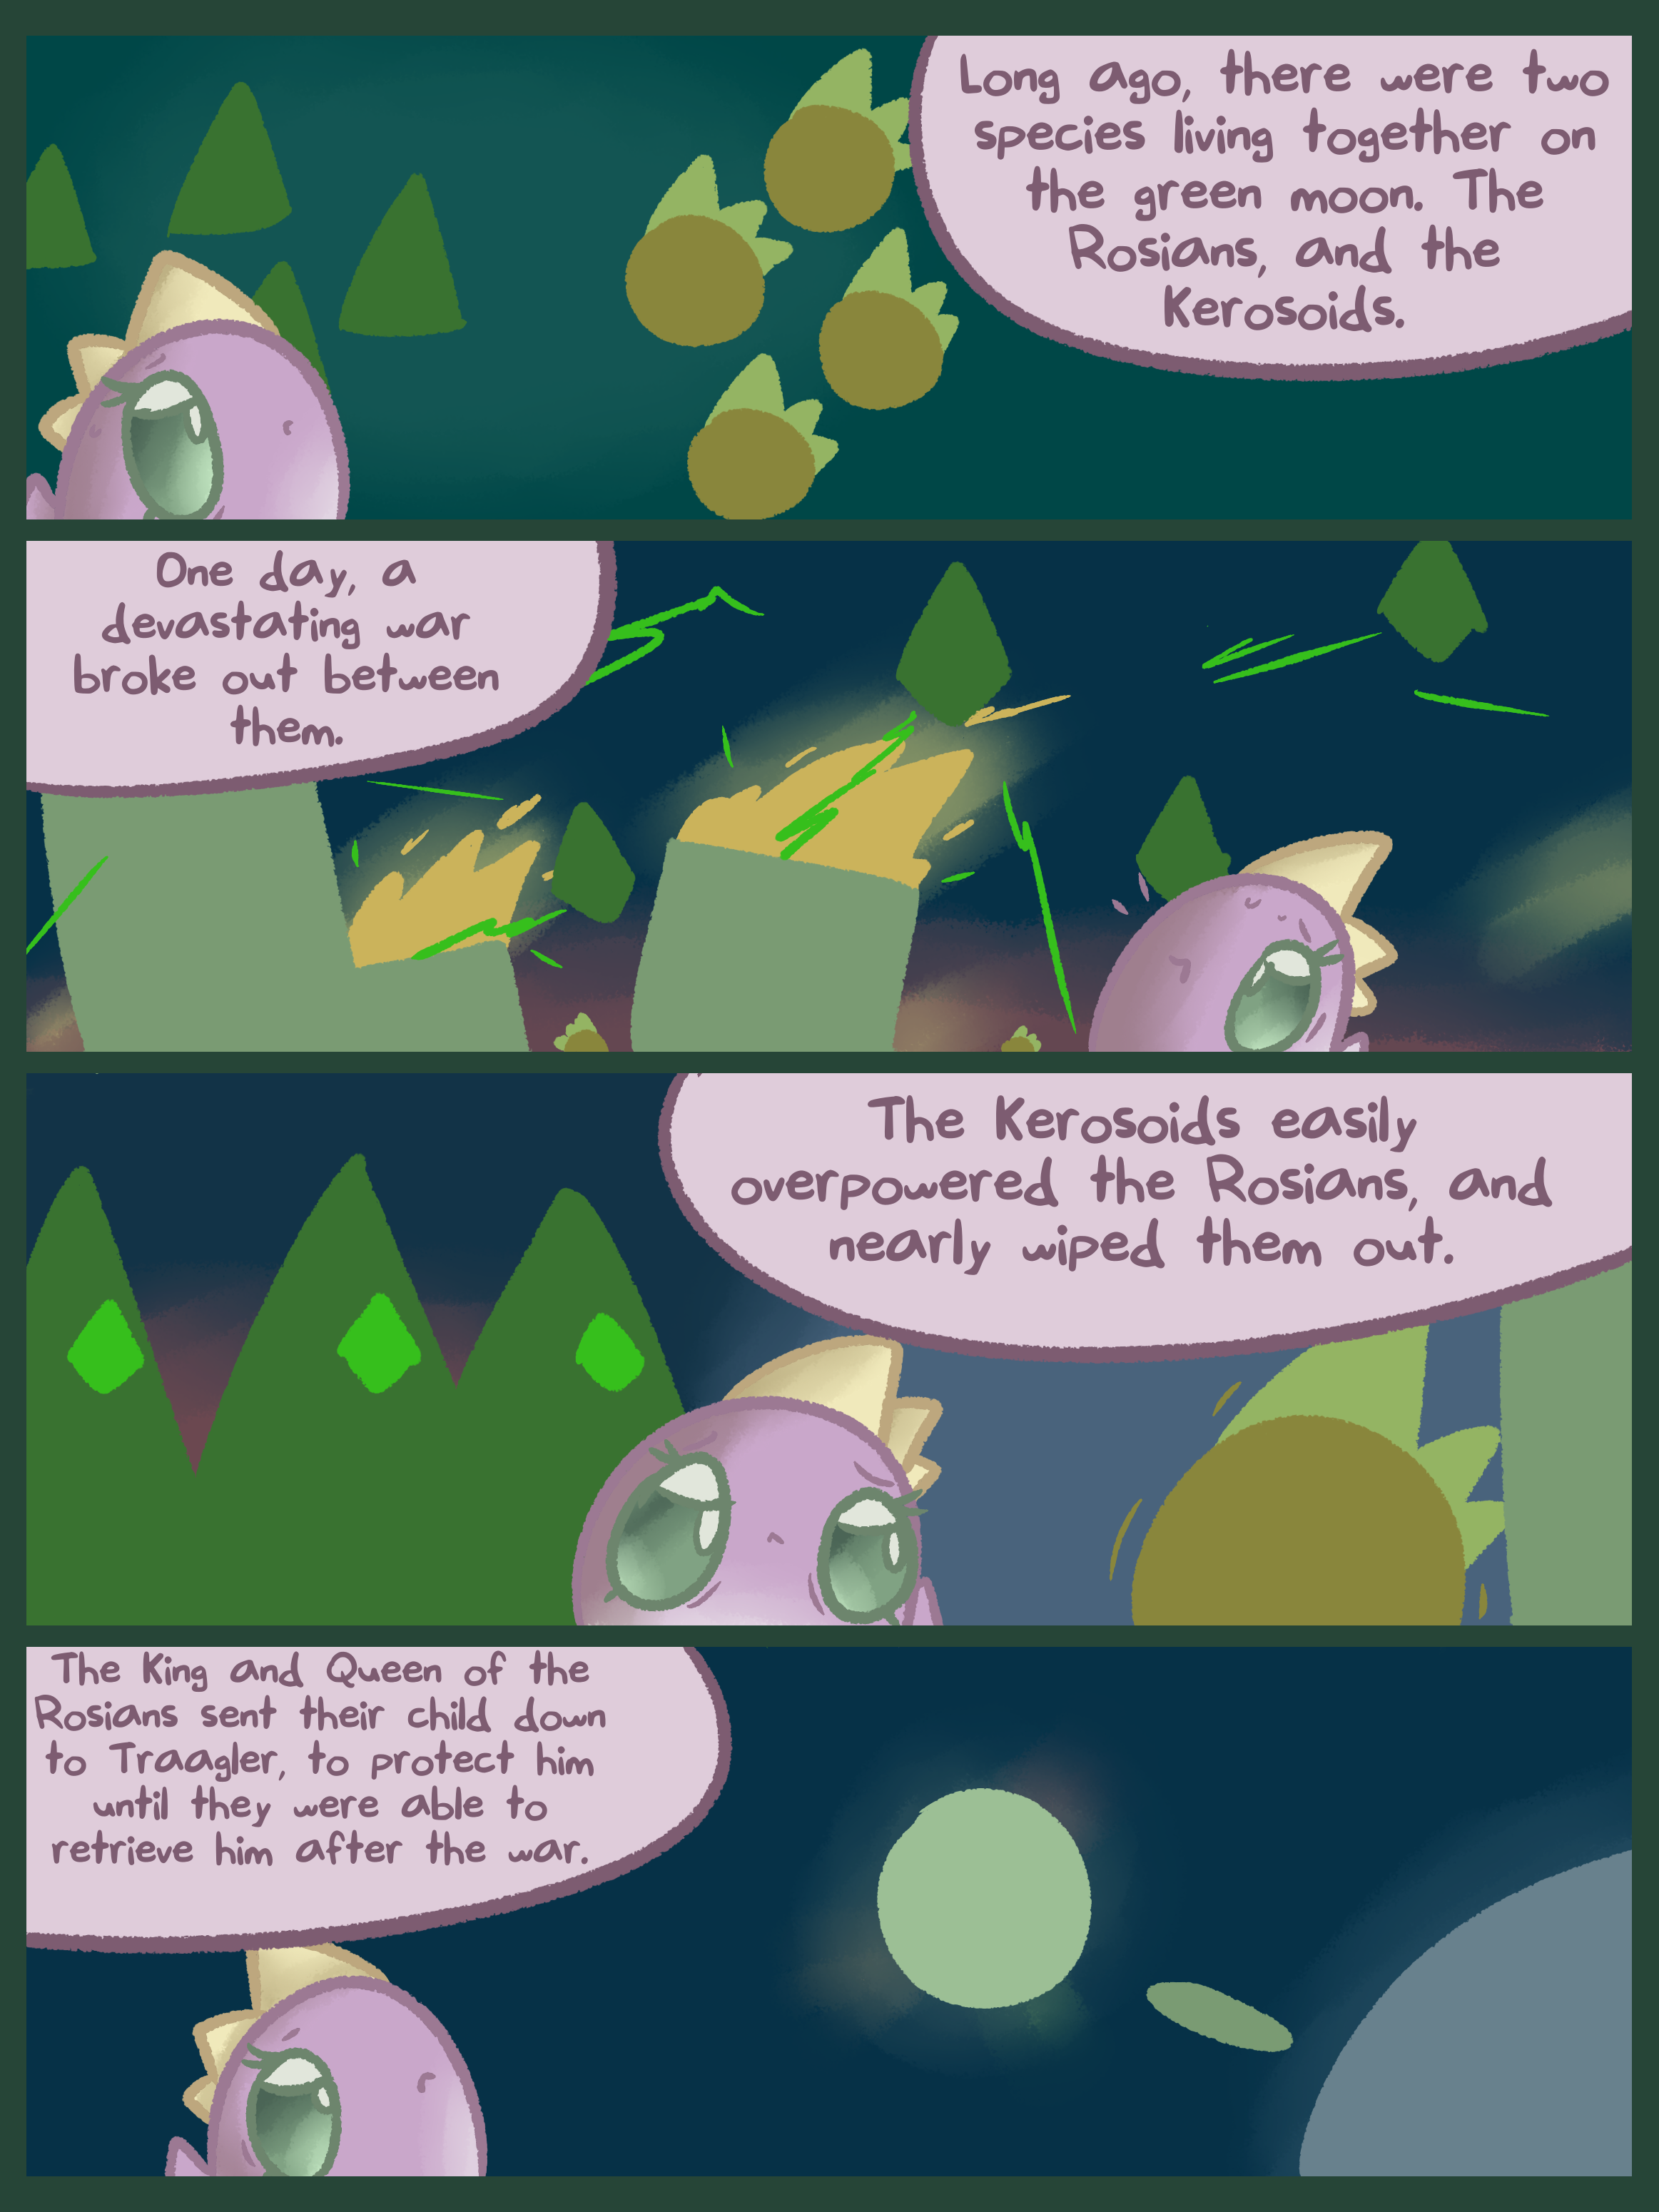 Long ago, there were two
species living together on
the green moon. The
Rosians, and the
Kerosoids.
One day, a
devastating war
broke out between
them.
The Kerosoids easily
overpowered the Rosians, and
nearly wiped them out.
The King and Queen of the
Rosians sent their child down
to Traagler, to protect him
until they were able to
retrieve him after the war.